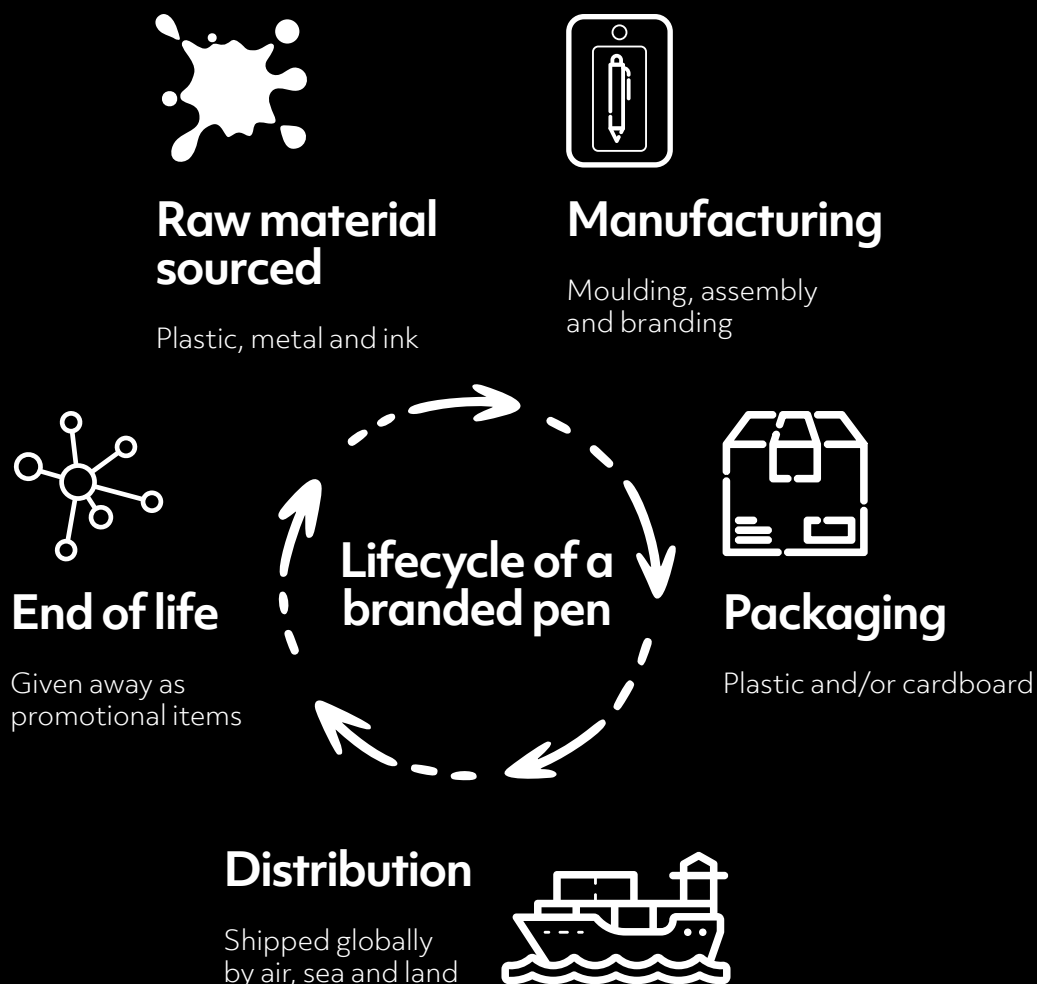 Raw material
sourced
Plastic, metal and ink
Manufacturing
Moulding, assembly
and branding
Lifecycle of a
branded pen
Packaging
Plastic and/or cardboard
Distribution
Shipped globally
by air, sea and land
End of life
Given away as
promotional items